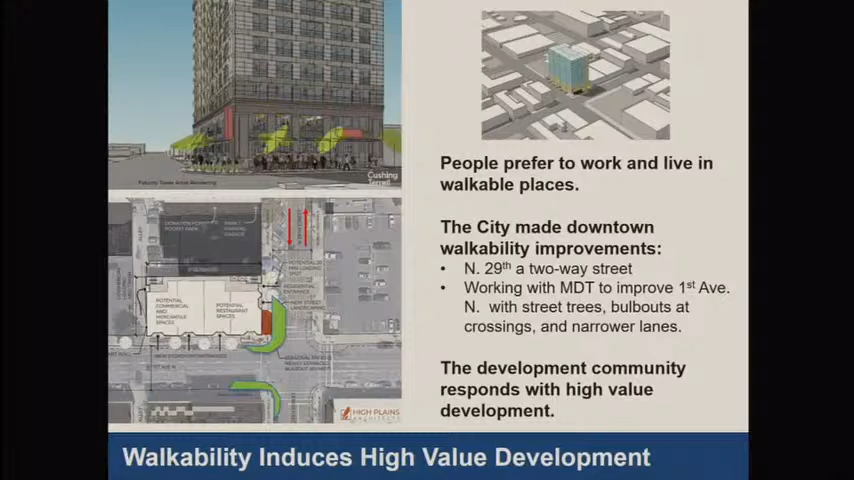 Cushing
Terrell
People prefer to work and live in
walkable places.
The City made downtown
walkability improvements:
• N. 29th a two-way street
• Working with MDT to improve 1st Ave.
N. with street trees, bulbouts at
crossings, and narrower lanes.
The development community
responds with high value
development.
POTENTIAL
COMMERCIAL
AND
MERCANTILE
SPACES
POTENTIAL
RESTAURANT
SPACES
RESIDENTIAL
ENTRANCE
HIGH PLAINS
ARCHITECTS
Walkability Induces High Value Development